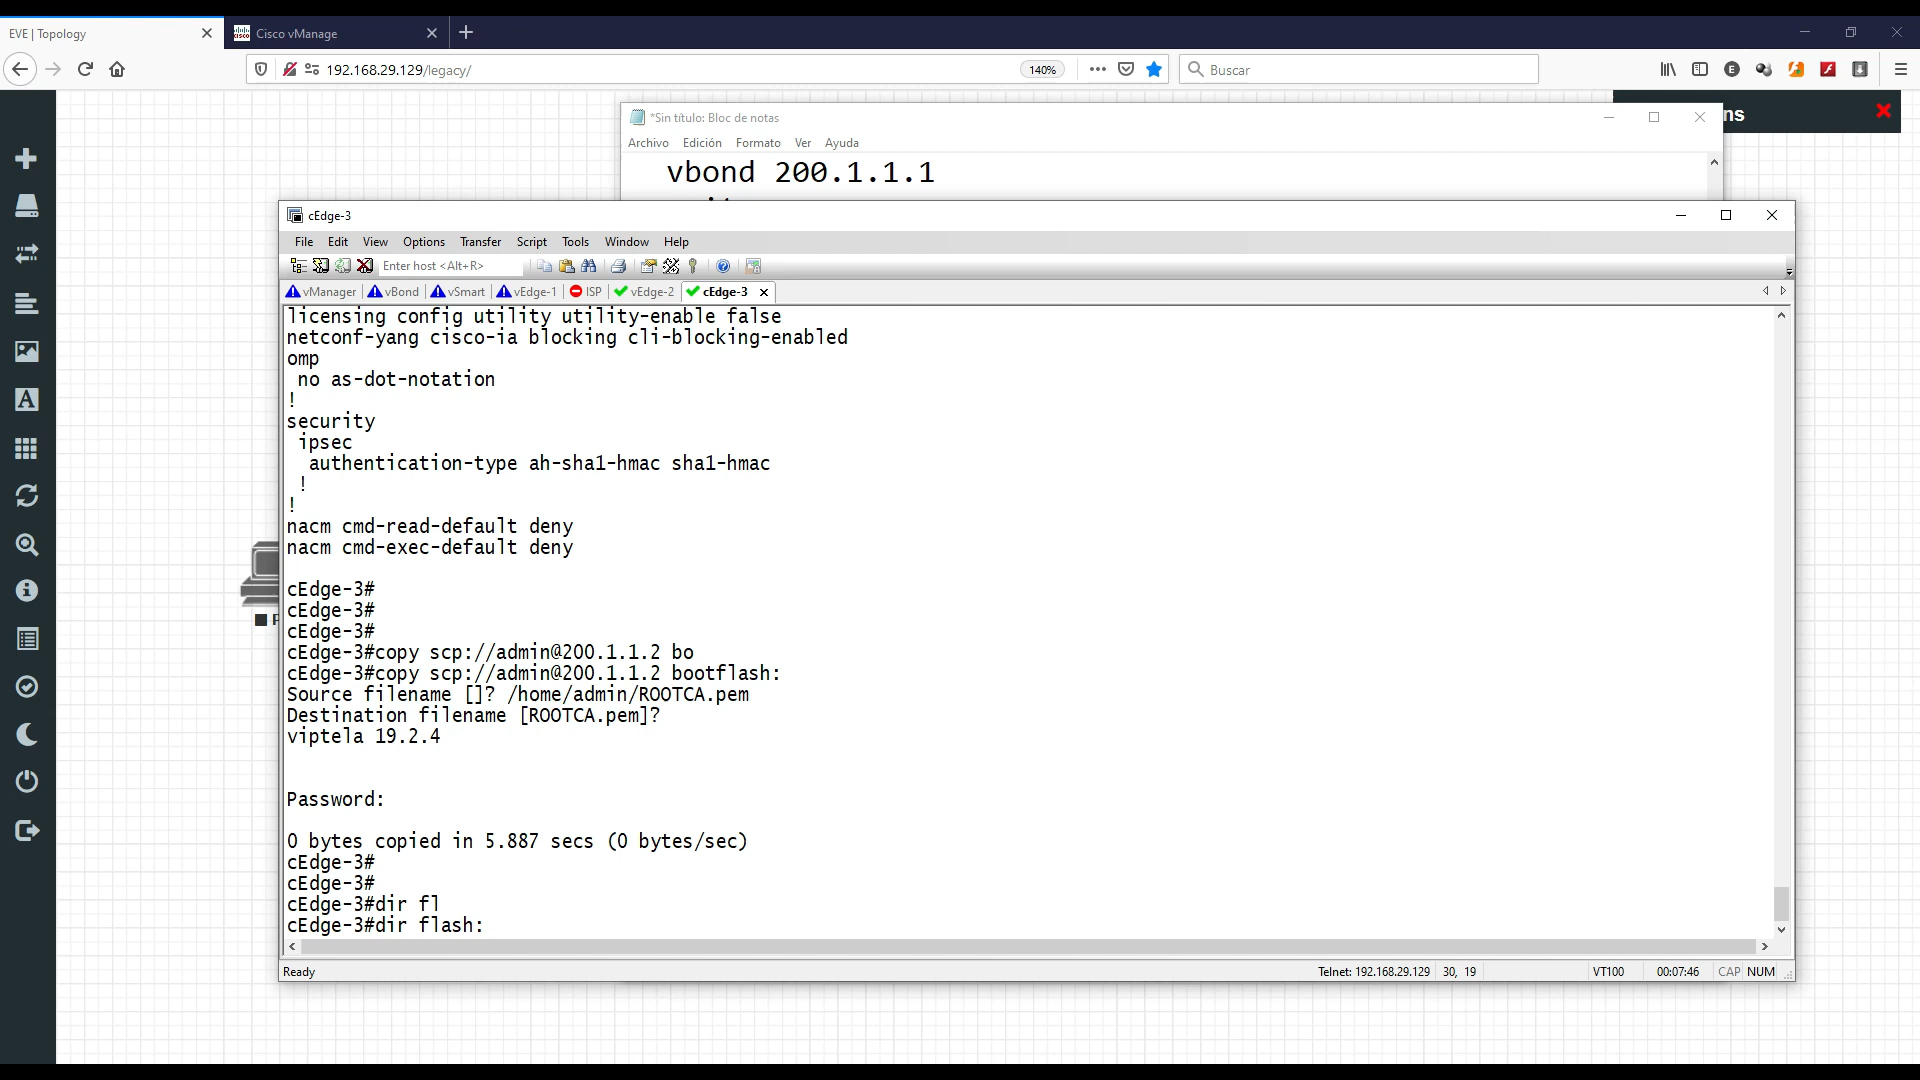 EVE | Topology
Cisco vManage
192.168.29.129/legacy/
140%
Buscar
ns
*Sin título: Bloc de notas
Archivo Edición Formato Ver Ayuda
vbond 200.1.1.1
cEdge-3
File Edit View Options Transfer Script Tools Window Help
Enter host <Alt+R>
vManager vBond vSmart vEdge-1 ISP vEdge-2 cEdge-3
licensing config utility utility-enable false
netconf-yang cisco-ia blocking cli-blocking-enabled
omp
no as-dot-notation
!
security
ipsec
authentication-type ah-sha1-hmac sha1-hmac
!
!
nacm cmd-read-default deny
nacm cmd-exec-default deny
cEdge-3#
cEdge-3#
cEdge-3#
cEdge-3#copy scp://admin@200.1.1.2 bo
cEdge-3#copy scp://admin@200.1.1.2 bootflash:
Source filename []? /home/admin/ROOTCA.pem
Destination filename [ROOTCA.pem]?
viptela 19.2.4
Password:
0 bytes copied in 5.887 secs (0 bytes/sec)
cEdge-3#
cEdge-3#
cEdge-3#dir fl
cEdge-3#dir flash:
Ready
Telnet: 192.168.29.129 30, 19 VT100 00:07:46 CAP NUM